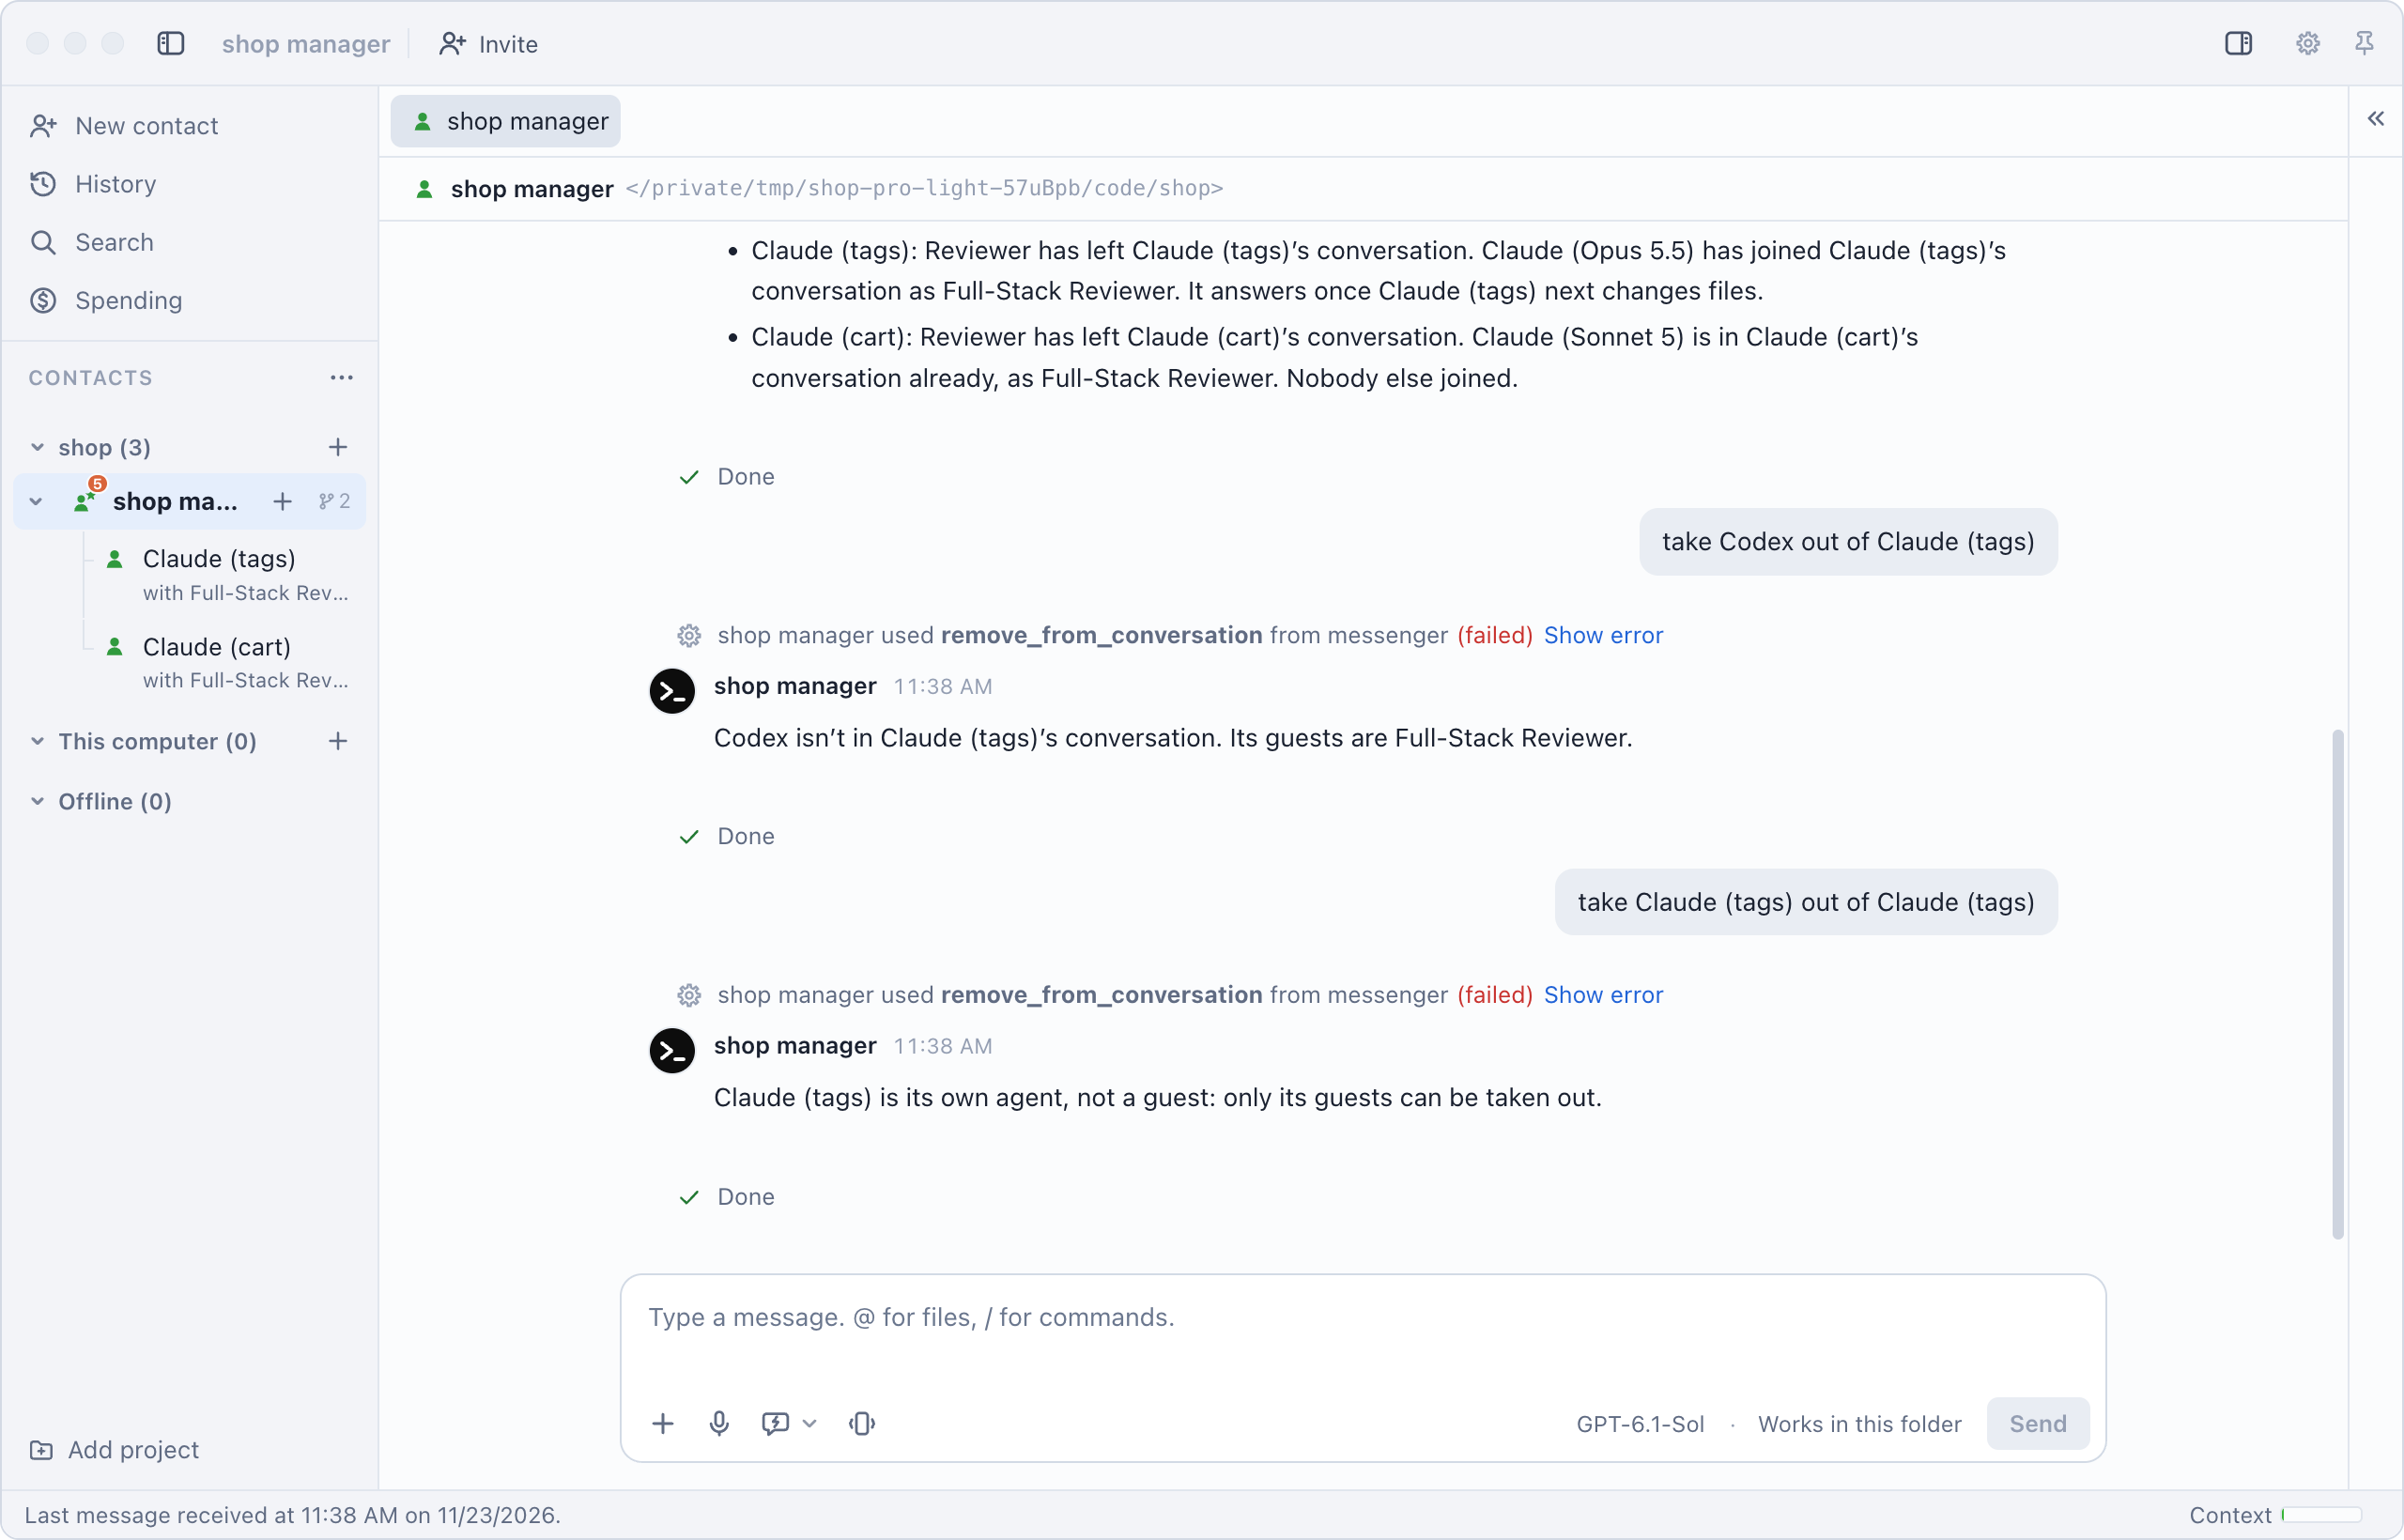 shop manager
Invite
New contact
History
Search
Spending
CONTACTS
shop (3)
5
shop ma...
2
Claude (tags)
with Full-Stack Rev...
Claude (cart)
with Full-Stack Rev...
This computer (0)
Offline (0)
Add project
shop manager
shop manager </private/tmp/shop-pro-light-57uBpb/code/shop>
• Claude (tags): Reviewer has left Claude (tags)’s conversation. Claude (Opus 5.5) has joined Claude (tags)’s
conversation as Full-Stack Reviewer. It answers once Claude (tags) next changes files.
• Claude (cart): Reviewer has left Claude (cart)’s conversation. Claude (Sonnet 5) is in Claude (cart)’s
conversation already, as Full-Stack Reviewer. Nobody else joined.
Done
take Codex out of Claude (tags)
shop manager used remove_from_conversation from messenger (failed) Show error
shop manager 11:38 AM
Codex isn’t in Claude (tags)’s conversation. Its guests are Full-Stack Reviewer.
Done
take Claude (tags) out of Claude (tags)
shop manager used remove_from_conversation from messenger (failed) Show error
shop manager 11:38 AM
Claude (tags) is its own agent, not a guest: only its guests can be taken out.
Done
Type a message. @ for files, / for commands.
GPT-6.1-Sol · Works in this folder
Send
Last message received at 11:38 AM on 11/23/2026.
Context